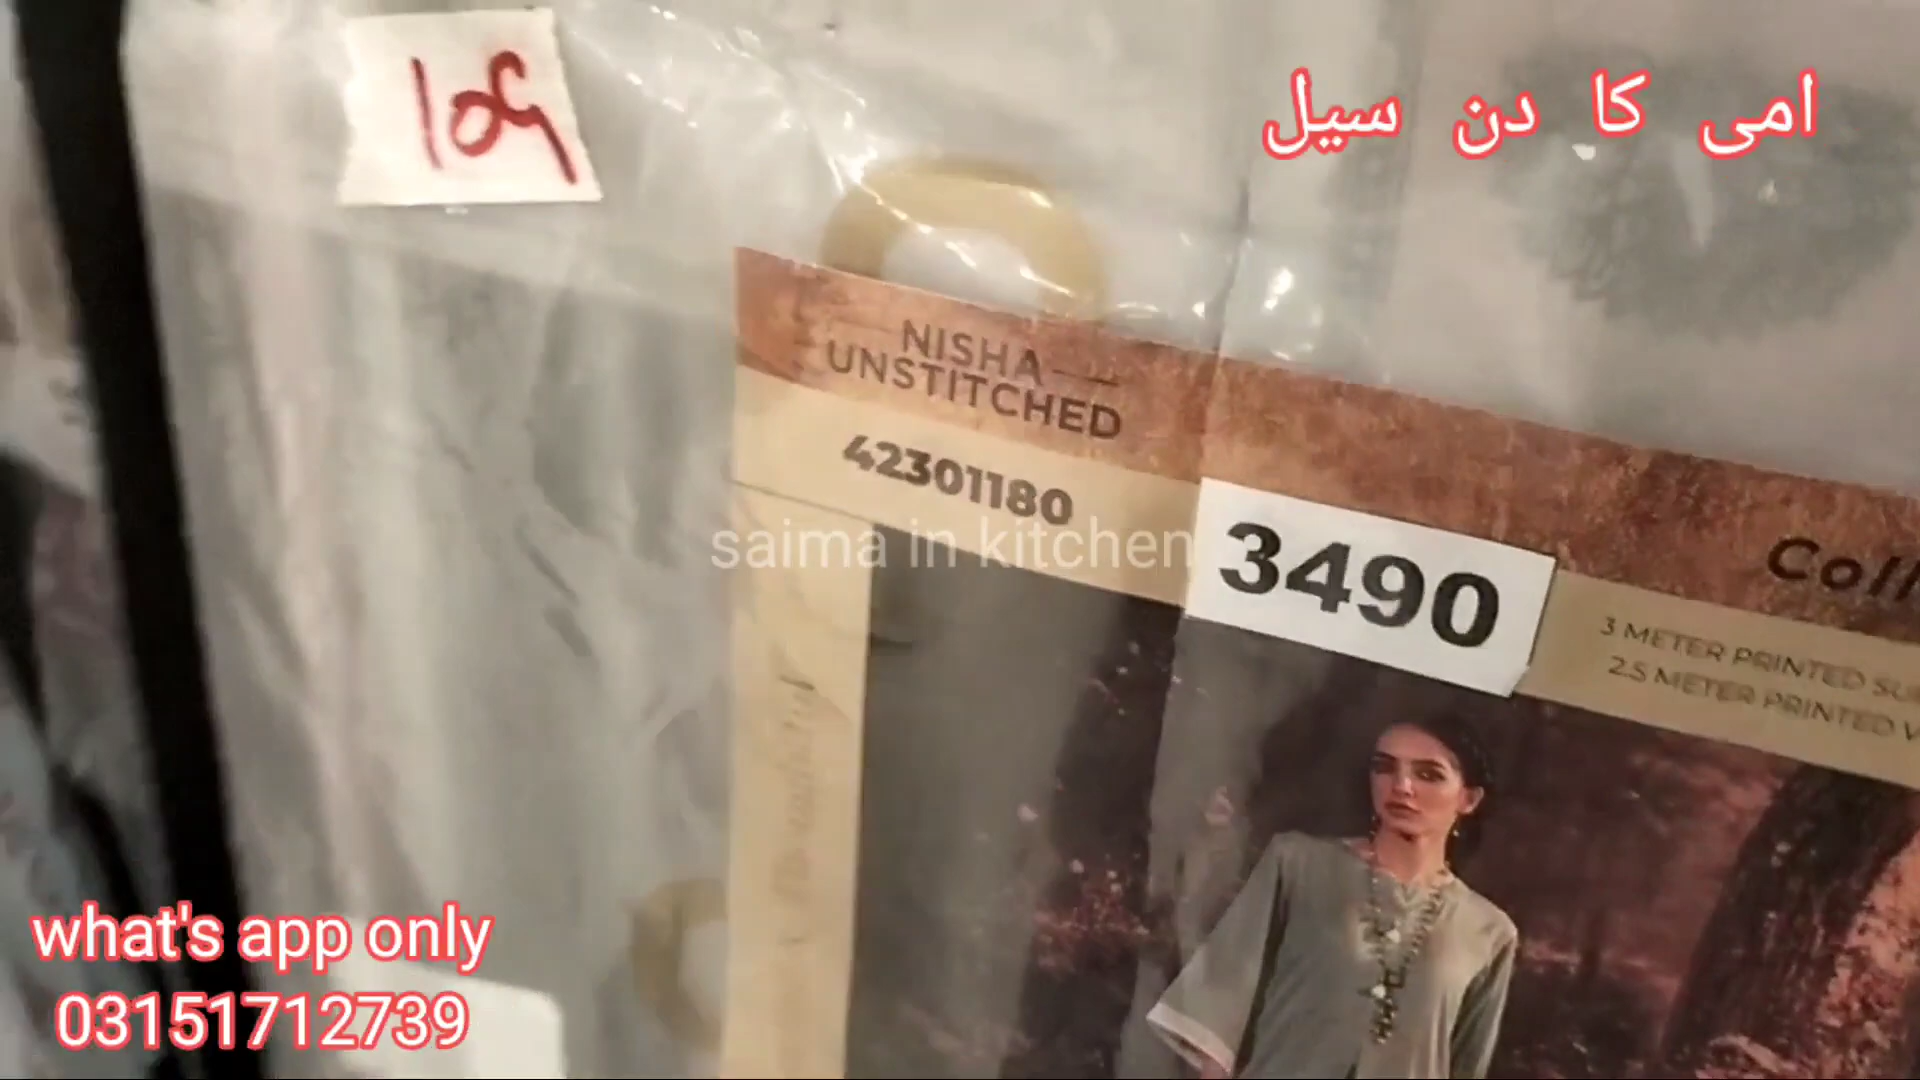 109
امی کا دن سیل
NISHA
UNSTITCHED
42301180
saima in kitchen
3490
3 METER PRINTED
2.5 METER PRINTED
what's app only
03151712739